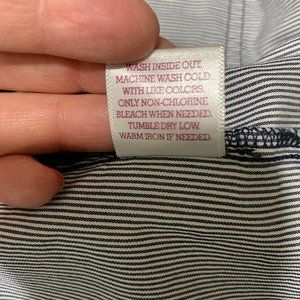 WASH INSIDE OUT.
MACHINE WASH COLD.
WITH LIKE COLORS.
ONLY NON-CHLORINE
BLEACH WHEN NEEDED.
TUMBLE DRY LOW.
WARM IRON IF NEEDED.